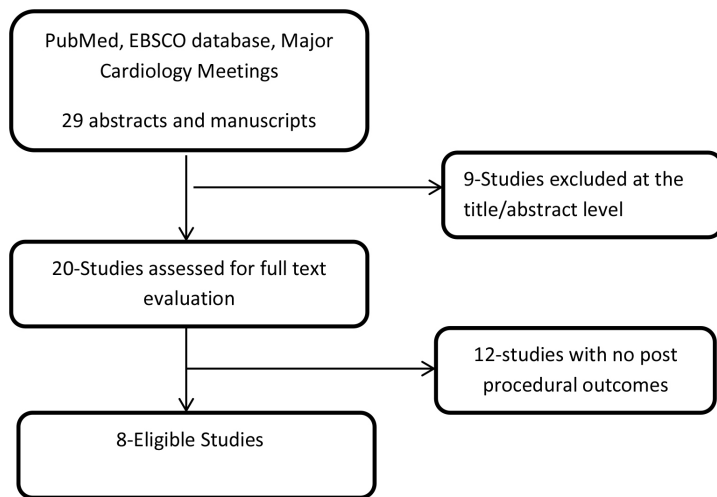 PubMed, EBSCO database, Major
Cardiology Meetings
29 abstracts and manuscripts
9-Studies excluded at the
title/abstract level
20-Studies assessed for full text
evaluation
12-studies with no post
procedural outcomes
8-Eligible Studies